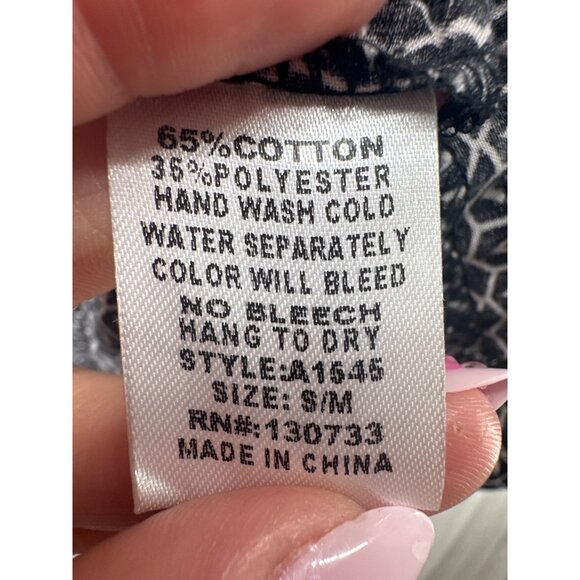 65%COTTON
35%POLYESTER
HAND WASH COLD
WATER SEPARATELY
COLOR WILL BLEED
NO BLEECH
HANG TO DRY
STYLE:A1545
SIZE: S/M
RN#:130733
MADE IN CHINA